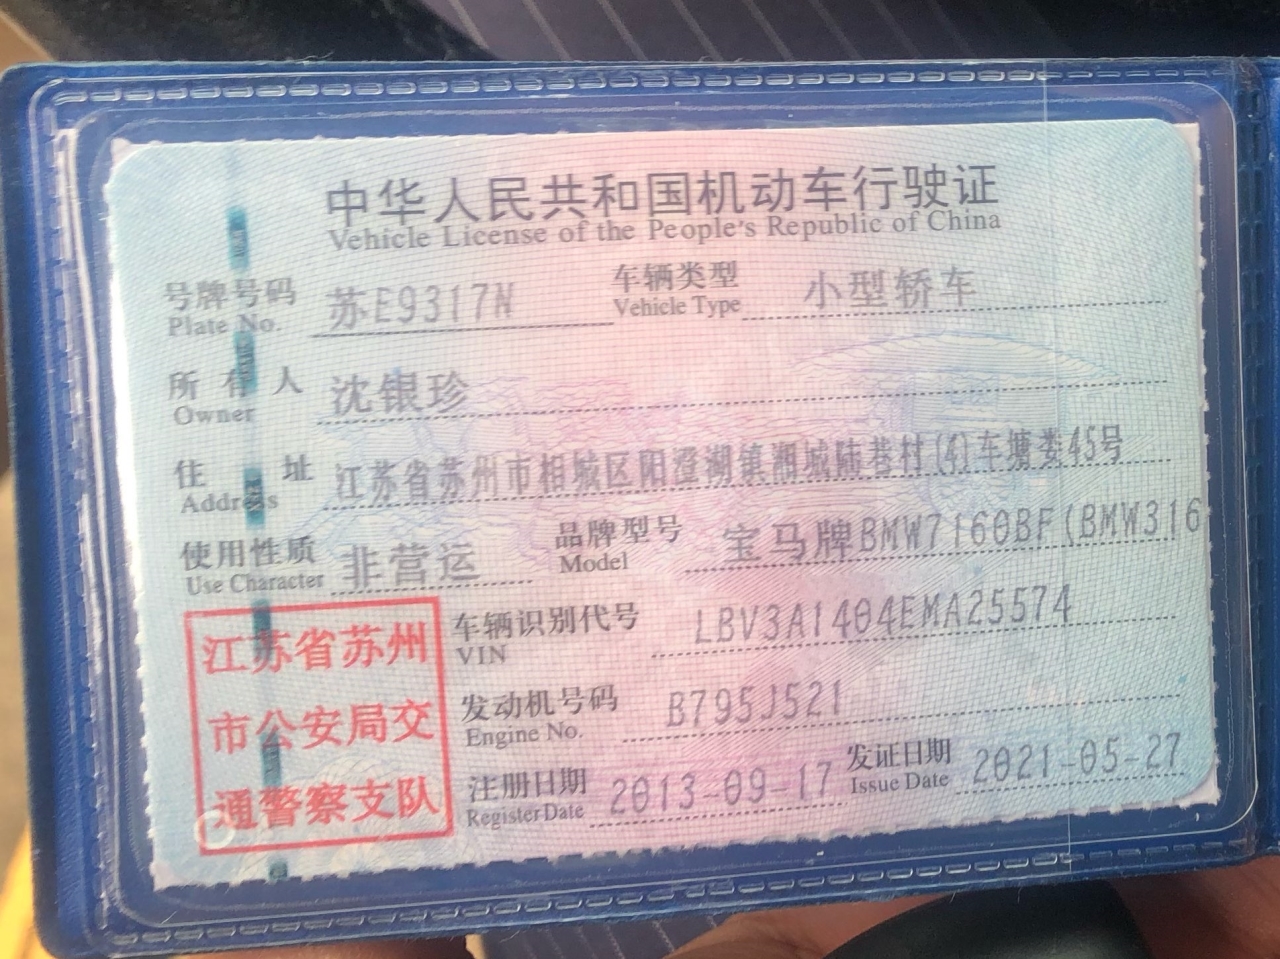 中华人民共和国机动车行驶证
Vehicle License of the People's Republic of China
号牌号码 苏E9317N 车辆类型 小型轿车
Plate No. Vehicle Type
所有人 沈银珍
Owner
住址 江苏省苏州市相城区阳澄湖镇湘城陆巷村(4)车塘娄45号
Address
使用性质 非营运 品牌型号 宝马牌BMW7160BF(BMW316
Use Character Model
江苏省苏州 车辆识别代号 LBV3A1404EMA25574
VIN
市公安局交 发动机号码 B795J521
Engine No.
通警察支队 注册日期 2013-09-17 发证日期 2021-05-27
Register Date Issue Date